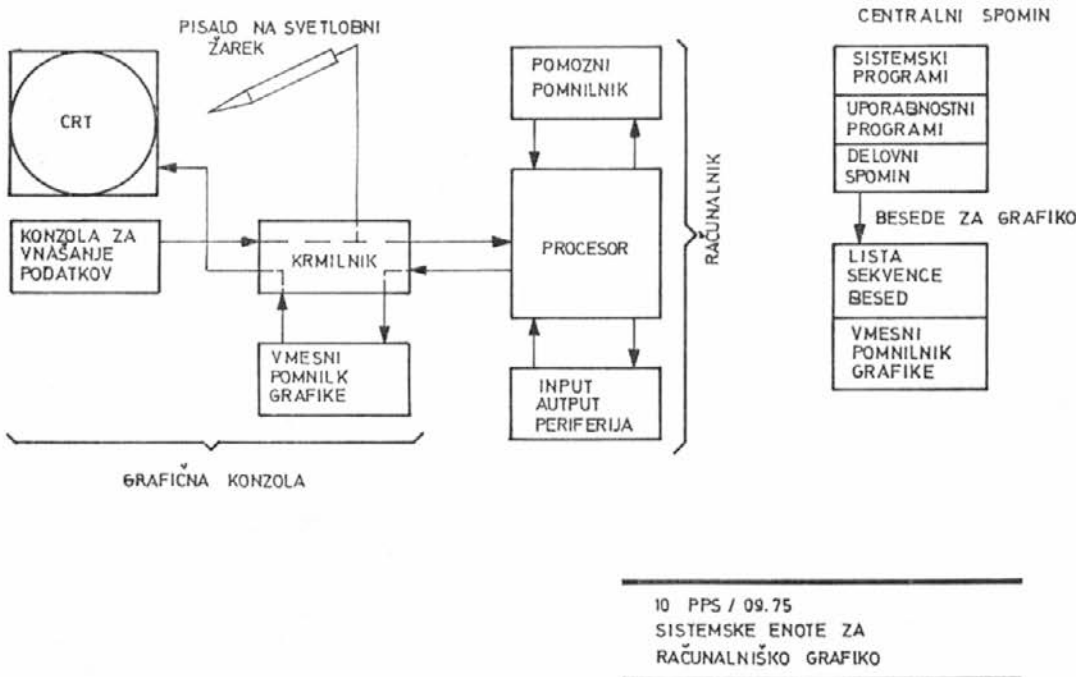 PISALO NA SVETLOBNI
ŽAREK
CRT
KONZOLA ZA
VNAŠANJE
PODATKOV
KRMILNIK
VMESNI
POMNILK
GRAFIKE
GRAFIČNA KONZOLA
POMOZNI
POMNILNIK
PROCESOR
INPUT
AUTPUT
PERIFERIJA
RAČUNALNIK
CENTRALNI SPOMIN
SISTEMSKI
PROGRAMI
UPORABNOSTNI
PROGRAMI
DELOVNI
SPOMIN
BESEDE ZA GRAFIKO
LISTA
SEKVENCE
BESED
VMESNI
POMNILNIK
GRAFIKE
10 PPS / 09.75
SISTEMSKE ENOTE ZA
RAČUNALNIŠKO GRAFIKO